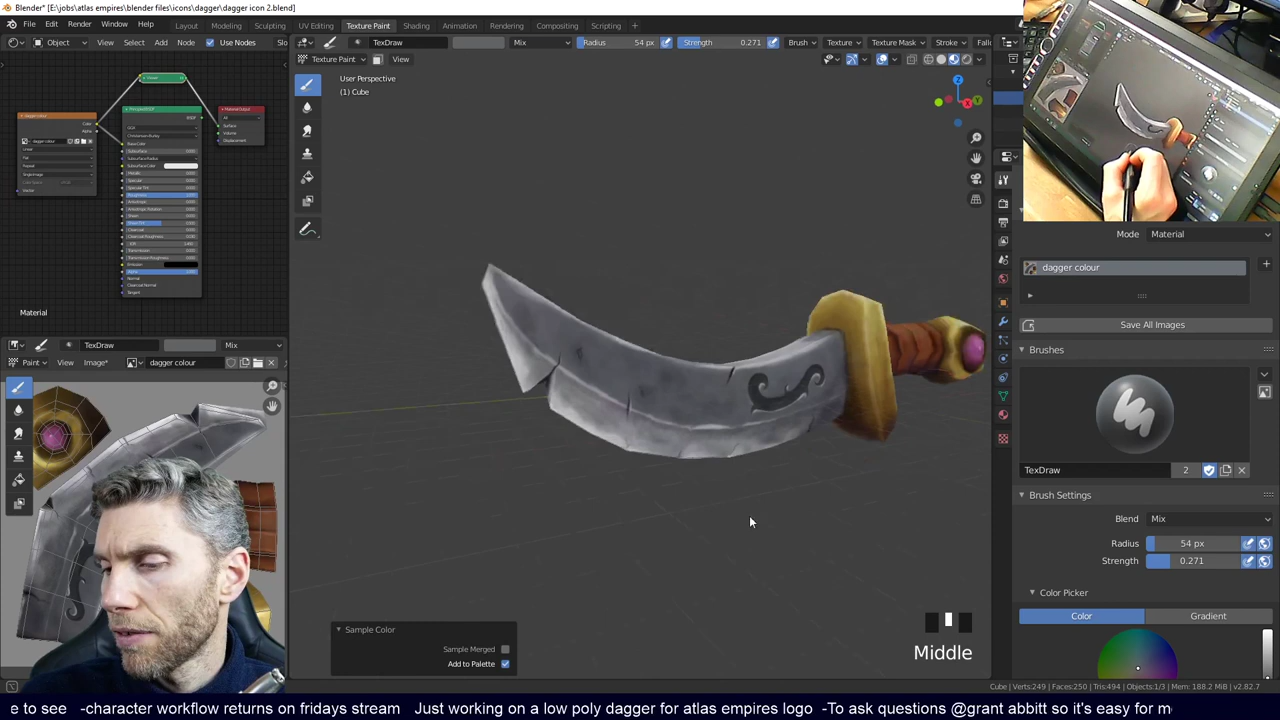 Blender* [E:\jobs\atlas empires\blender files\icons\dagger\dagger icon 2.blend]
File Edit Render Window Help Layout Modeling Sculpting UV Editing Texture Paint Shading Animation Rendering Compositing Scripting
Object View Select Add Node Use Nodes Slo
TexDraw Mix Radius 54 px Strength 0.271 Brush Texture Texture Mask Stroke Fall
Texture Paint View
User Perspective
(1) Cube
Material
TexDraw Mix
Paint View Image* dagger colour
Mode Material
dagger colour
Save All Images
Brushes
TexDraw 2
Brush Settings
Blend Mix
Radius 54 px
Strength 0.271
Color Picker
Color Gradient
Sample Color
Sample Merged
Add to Palette
Middle
Cube | Verts:249 | Faces:250 | Tris:494 | Objects:1/3 | Mem: 188.2 MiB | v2.82.7
e to see -character workflow returns on fridays stream Just working on a low poly dagger for atlas empires logo -To ask questions @grant abbitt so it's easy for m